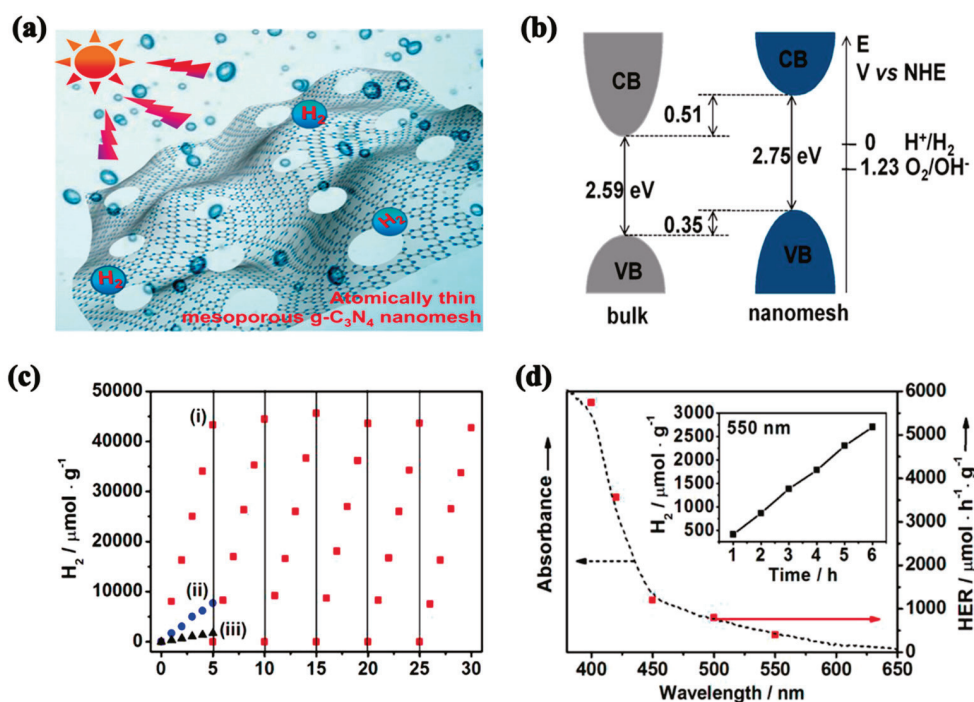 (a)
H₂
H₂
H₂
Atomically thin
mesoporous g-C₃N₄ nanomesh
(b)
CB
CB
E
V vs NHE
0.51
0 H⁺/H₂
2.75 eV
1.23 O₂/OH⁻
2.59 eV
0.35
VB
VB
bulk
nanomesh
(c)
50000
40000
30000
20000
10000
0
H₂ / μmol · g⁻¹
(i)
(ii)
(iii)
0 5 10 15 20 25 30
(d)
Absorbance
550 nm
3000
2500
2000
1500
1000
500
H₂ / μmol · g⁻¹
1 2 3 4 5 6
Time / h
6000
5000
4000
3000
2000
1000
0
HER / μmol · h⁻¹ · g⁻¹
400 450 500 550 600 650
Wavelength / nm